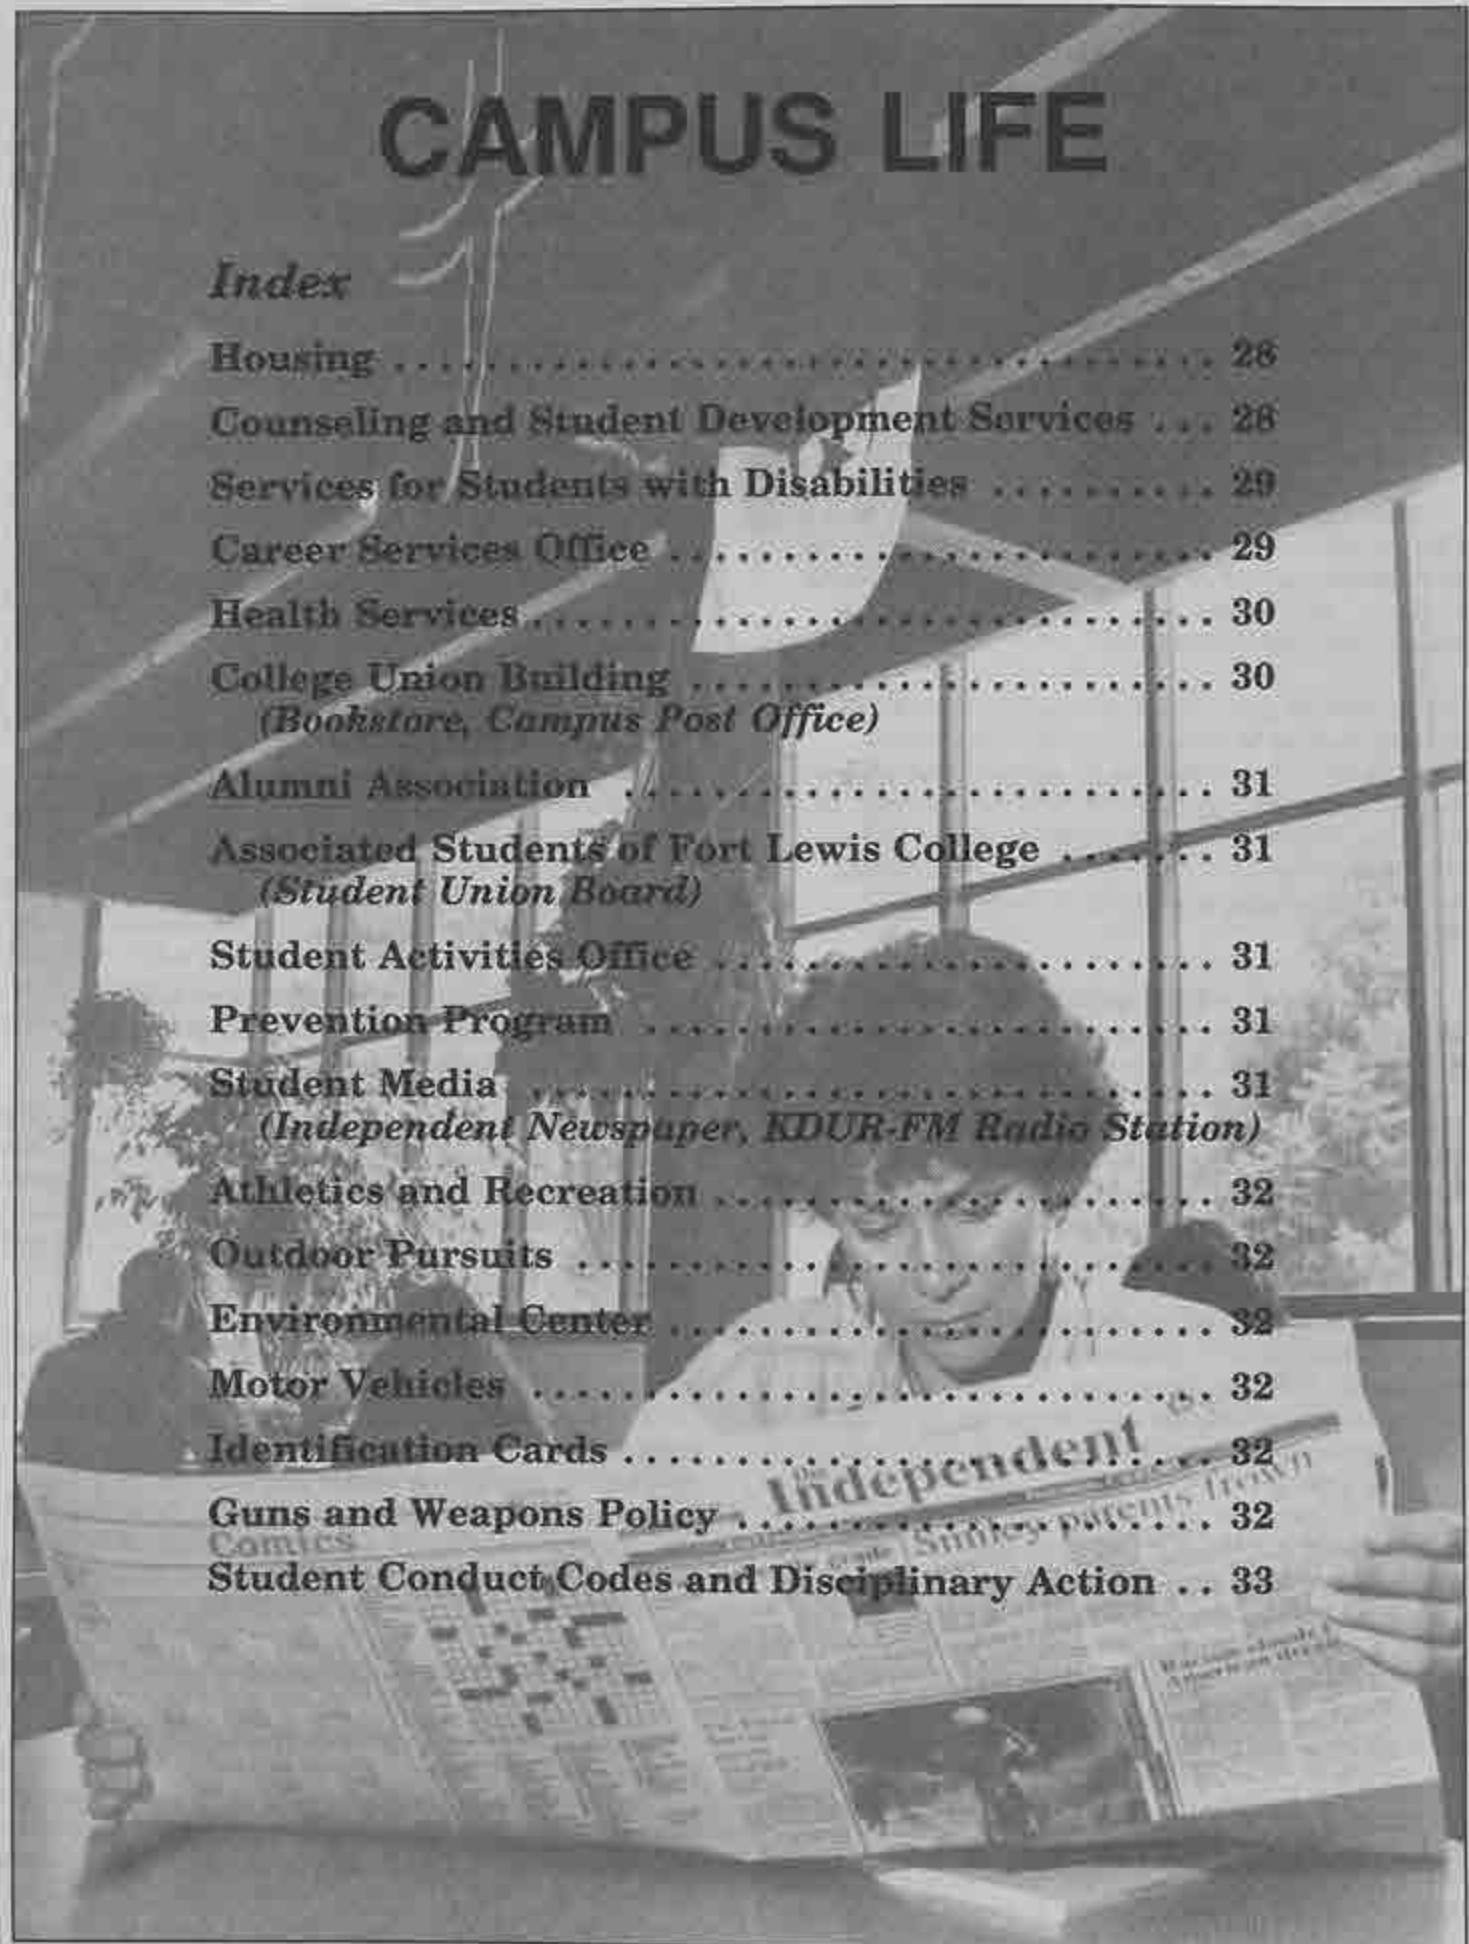 CAMPUS LIFE
Index
Housing . . . . . . . . . . . . . . . . . . . . . . . . . . . . . . . . . . . . 28
Counseling and Student Development Services . . . 28
Services for Students with Disabilities . . . . . . . . . . 29
Career Services Office . . . . . . . . . . . . . . . . . . . . . . . . 29
Health Services . . . . . . . . . . . . . . . . . . . . . . . . . . . . . . 30
College Union Building . . . . . . . . . . . . . . . . . . . . . . . 30
(Bookstore, Campus Post Office)
Alumni Association . . . . . . . . . . . . . . . . . . . . . . . . . . 31
Associated Students of Fort Lewis College . . . . . . . 31
(Student Union Board)
Student Activities Office . . . . . . . . . . . . . . . . . . . . . . 31
Prevention Program . . . . . . . . . . . . . . . . . . . . . . . . . 31
Student Media . . . . . . . . . . . . . . . . . . . . . . . . . . . . . . 31
(Independent Newspaper, KDUR-FM Radio Station)
Athletics and Recreation . . . . . . . . . . . . . . . . . . . . . . 32
Outdoor Pursuits . . . . . . . . . . . . . . . . . . . . . . . . . . . . 32
Environmental Center . . . . . . . . . . . . . . . . . . . . . . . . 32
Motor Vehicles . . . . . . . . . . . . . . . . . . . . . . . . . . . . . . 32
Identification Cards . . . . . . . . . . . . . . . . . . . . . . . . . . 32
the Independent
Guns and Weapons Policy . . . . . . . . . . . . . . . . . . . . . 32
parents frown
Comics
Student Conduct Codes and Disciplinary Action . . 33